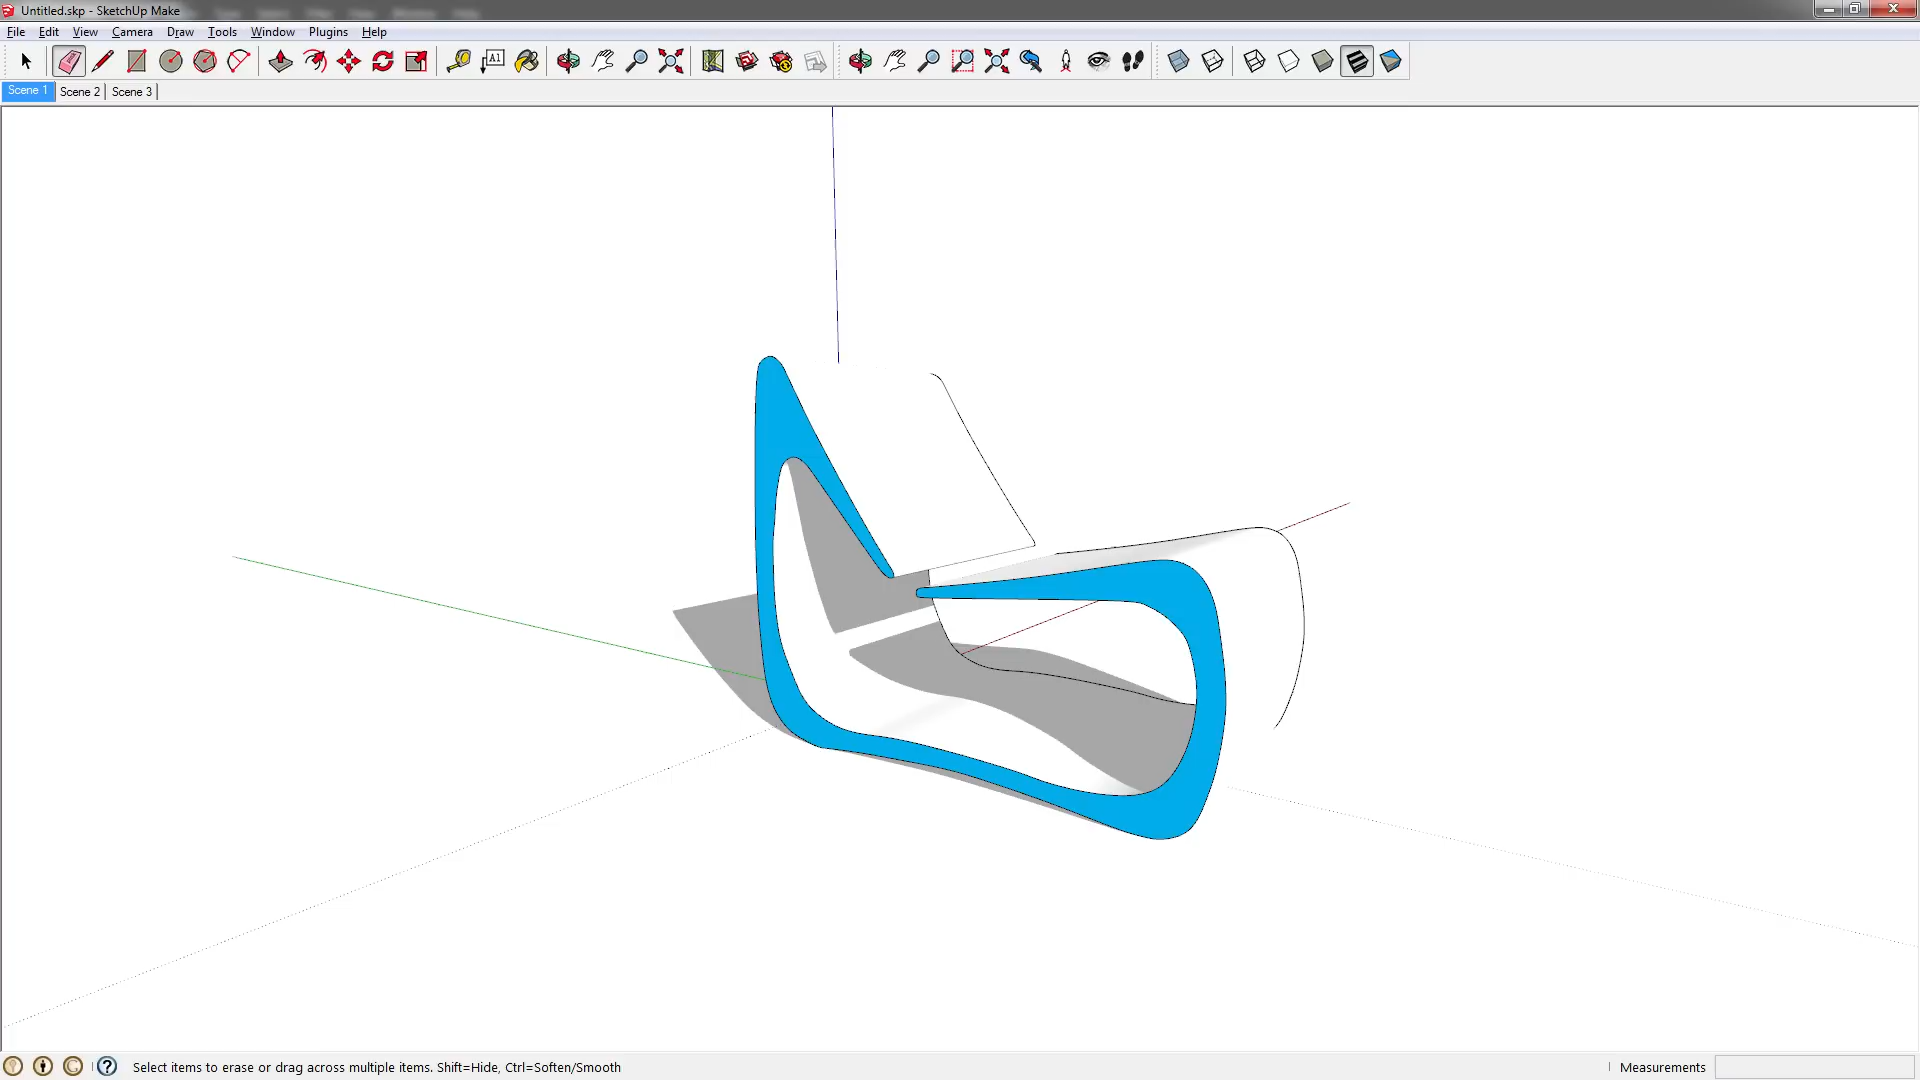 Untitled.skp - SketchUp Make
File Edit View Camera Draw Tools Window Plugins Help
A1
Scene 1 Scene 2 Scene 3
Select items to erase or drag across multiple items. Shift=Hide, Ctrl=Soften/Smooth
Measurements